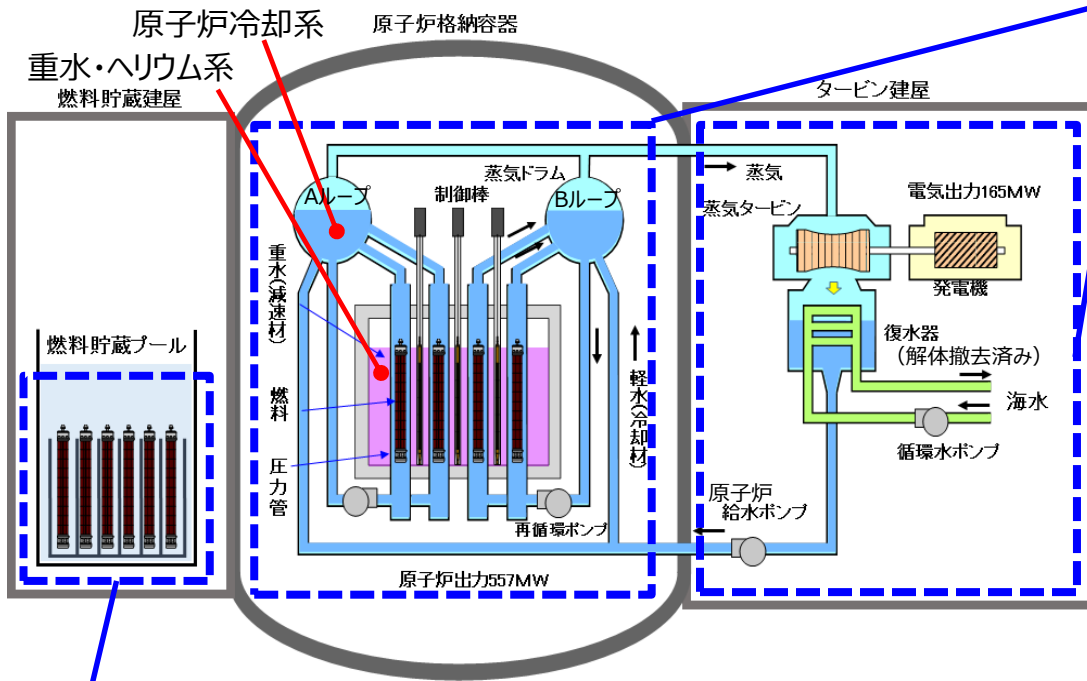 原子炉冷却系
原子炉格納容器
重水・ヘリウム系
燃料貯蔵建屋
タービン建屋
蒸気ドラム
蒸気
Aループ
制御棒
Bループ
電気出力165MW
蒸気タービン
重水(減速材)
発電機
燃料貯蔵プール
復水器
(解体撤去済み)
燃料
軽水(冷却材)
海水
循環水ポンプ
圧力管
原子炉
給水ポンプ
再循環ポンプ
原子炉出力557MW